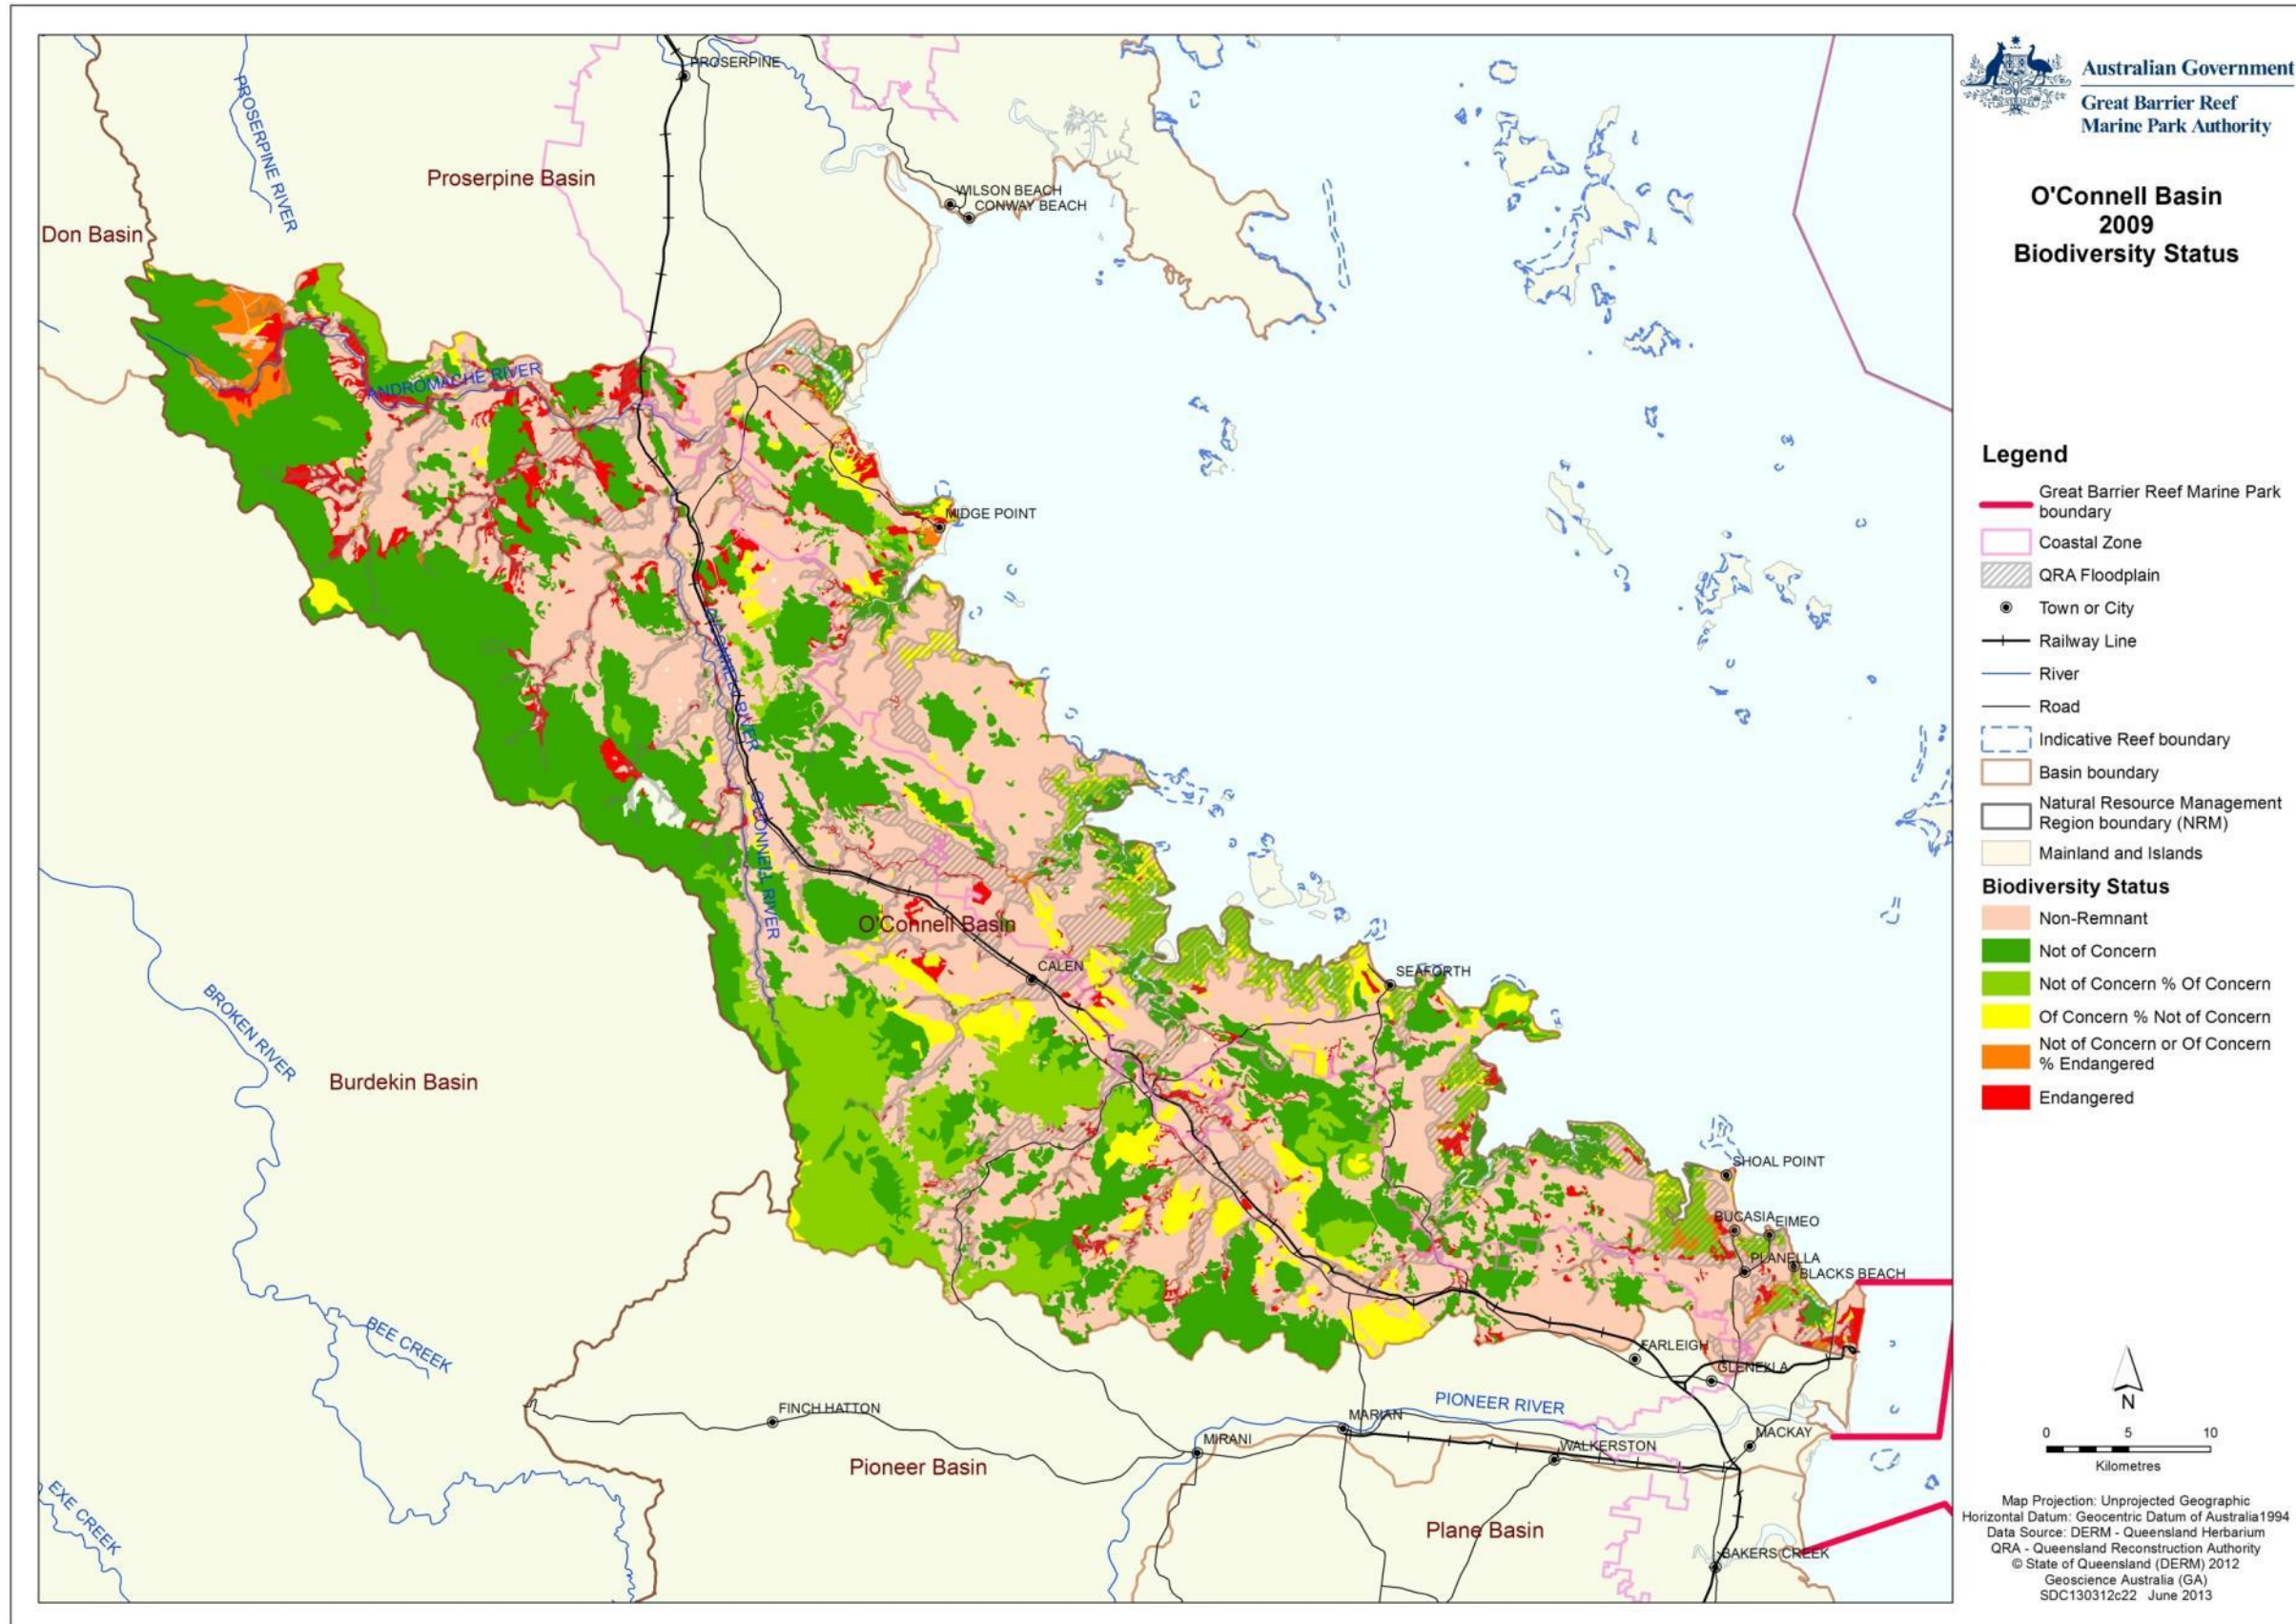 PROSERPINE
PROSERPINE RIVER
Proserpine Basin
WILSON BEACH
CONWAY BEACH
Don Basin
ANDROMACHE RIVER
MIDGE POINT
O'CONNELL RIVER
O'CONNELL RIVER
O'Connell Basin
CALEN
SEAFORTH
BROKEN RIVER
Burdekin Basin
SHOAL POINT
BUCASIA
EIMEO
PLANELLA
BLACKS BEACH
BEE CREEK
FARLEIGH
GLENELLA
FINCH HATTON
PIONEER RIVER
MARIAN
MIRANI
WALKERSTON
MACKAY
Pioneer Basin
EXE CREEK
Plane Basin
BAKERS CREEK
Australian Government
Great Barrier Reef
Marine Park Authority
O'Connell Basin
2009
Biodiversity Status
Legend
Great Barrier Reef Marine Park
boundary
Coastal Zone
QRA Floodplain
Town or City
Railway Line
River
Road
Indicative Reef boundary
Basin boundary
Natural Resource Management
Region boundary (NRM)
Mainland and Islands
Biodiversity Status
Non-Remnant
Not of Concern
Not of Concern % Of Concern
Of Concern % Not of Concern
Not of Concern or Of Concern
% Endangered
Endangered
N
0 5 10
Kilometres
Map Projection: Unprojected Geographic
Horizontal Datum: Geocentric Datum of Australia1994
Data Source: DERM - Queensland Herbarium
QRA - Queensland Reconstruction Authority
© State of Queensland (DERM) 2012
Geoscience Australia (GA)
SDC130312c22 June 2013